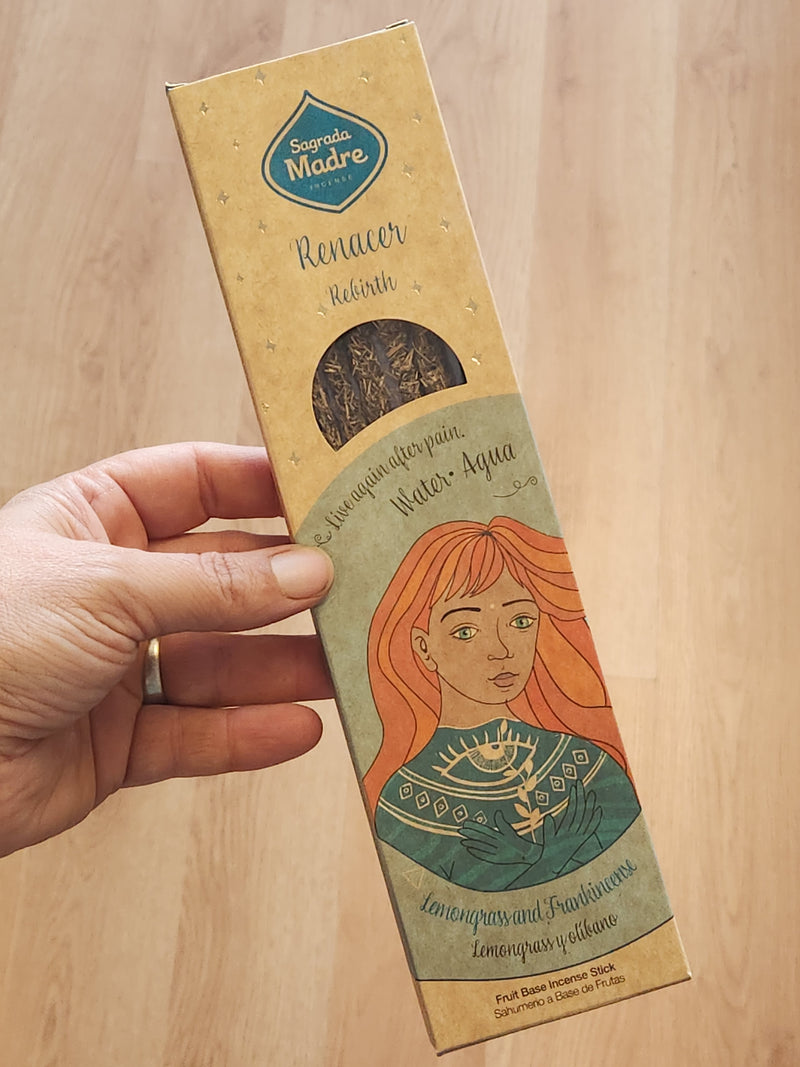 Sagrada
Madre
INCENSE
Renacer
Rebirth
Live again after pain.
Water • Agua
Lemongrass and Frankincense
Lemongrass y olíbano
Fruit Base Incense Stick
Sahumerio a Base de Frutas